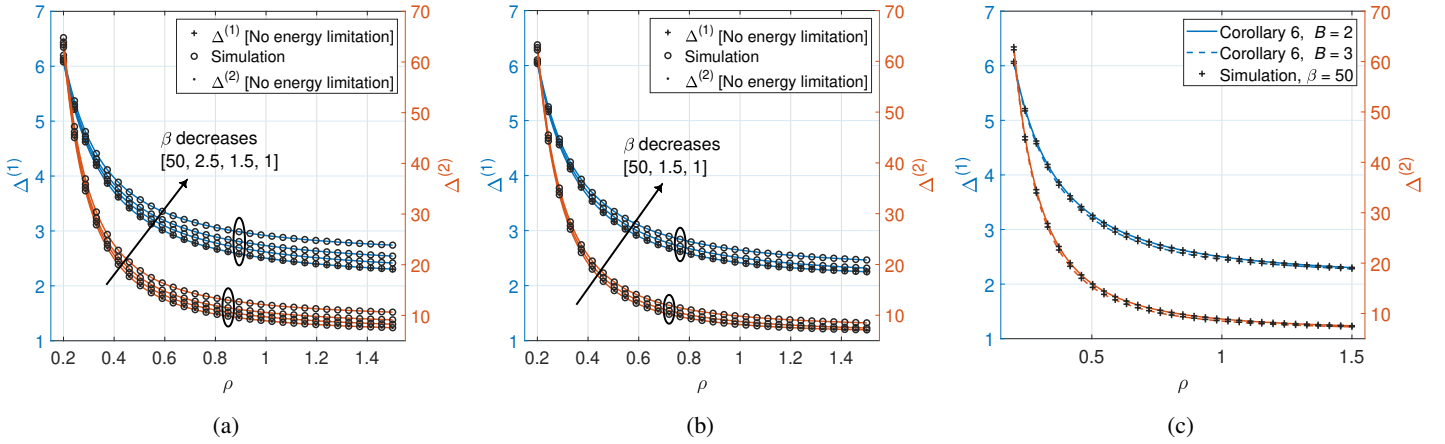 7
6
5
4
3
2
1
Δ(1)
70
60
50
40
30
20
10
Δ(2)
0.2 0.4 0.6 0.8 1 1.2 1.4
ρ
Δ(1) [No energy limitation]
Simulation
Δ(2) [No energy limitation]
β decreases
[50, 2.5, 1.5, 1]
(a)
7
6
5
4
3
2
1
Δ(1)
70
60
50
40
30
20
10
Δ(2)
0.2 0.4 0.6 0.8 1 1.2 1.4
ρ
Δ(1) [No energy limitation]
Simulation
Δ(2) [No energy limitation]
β decreases
[50, 1.5, 1]
(b)
7
6
5
4
3
2
1
Δ(1)
70
60
50
40
30
20
10
Δ(2)
0.5 1 1.5
ρ
Corollary 6, B = 2
Corollary 6, B = 3
Simulation, β = 50
(c)